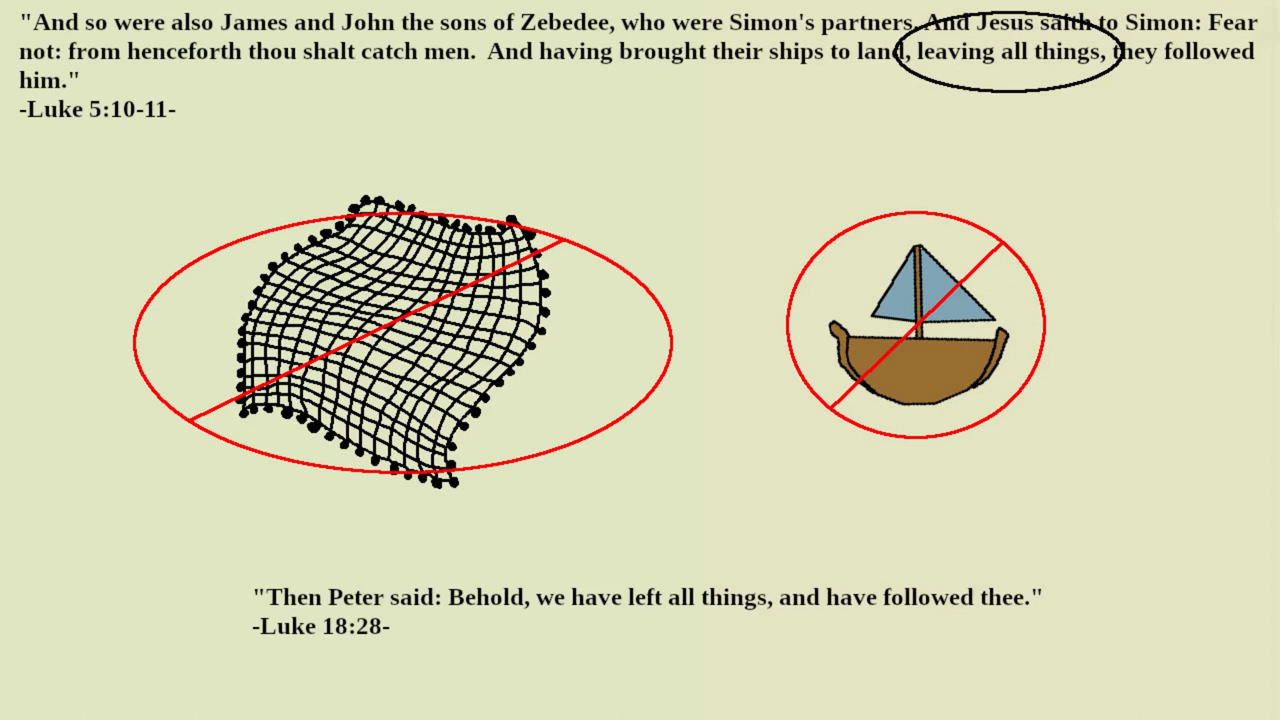 "And so were also James and John the sons of Zebedee, who were Simon's partners. And Jesus saith to Simon: Fear
not: from henceforth thou shalt catch men.  And having brought their ships to land, leaving all things, they followed
him."
-Luke 5:10-11-
"Then Peter said: Behold, we have left all things, and have followed thee."
-Luke 18:28-